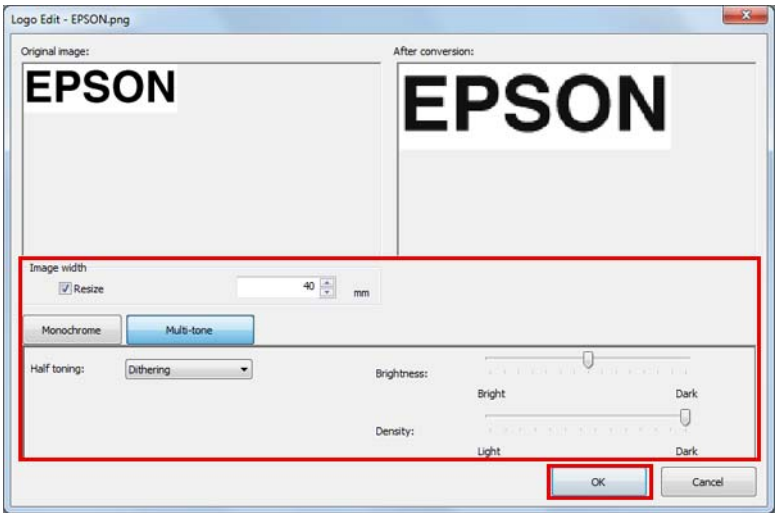 Logo Edit - EPSON.png
Original image:
After conversion:
EPSON
EPSON
Image width
Resize
40
mm
Monochrome
Multi-tone
Half toning:
Dithering
Brightness:
Bright
Dark
Density:
Light
Dark
OK
Cancel